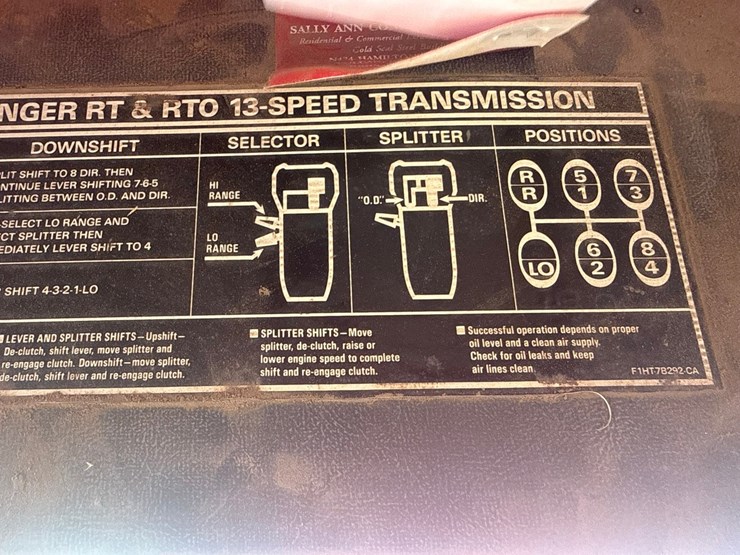 SALLY ANN
Residential & Commercial
Cold Seal Steel
NGER RT & RTO 13-SPEED TRANSMISSION
DOWNSHIFT
LIT SHIFT TO 8 DIR. THEN
NTINUE LEVER SHIFTING 7-6-5
LITTING BETWEEN O.D. AND DIR.
-SELECT LO RANGE AND
CT SPLITTER THEN
EDIATELY LEVER SHIFT TO 4
SHIFT 4-3-2-1-LO
SELECTOR
HI
RANGE
LO
RANGE
SPLITTER
"O.D."
DIR.
POSITIONS
R 5 7
R 1 3
6 8
LO 2 4
LEVER AND SPLITTER SHIFTS—Upshift—
De-clutch, shift lever, move splitter and
re-engage clutch. Downshift—move splitter,
de-clutch, shift lever and re-engage clutch.
SPLITTER SHIFTS—Move
splitter, de-clutch, raise or
lower engine speed to complete
shift and re-engage clutch.
Successful operation depends on proper
oil level and a clean air supply.
Check for oil leaks and keep
air lines clean.
F1HT-7B292-CA